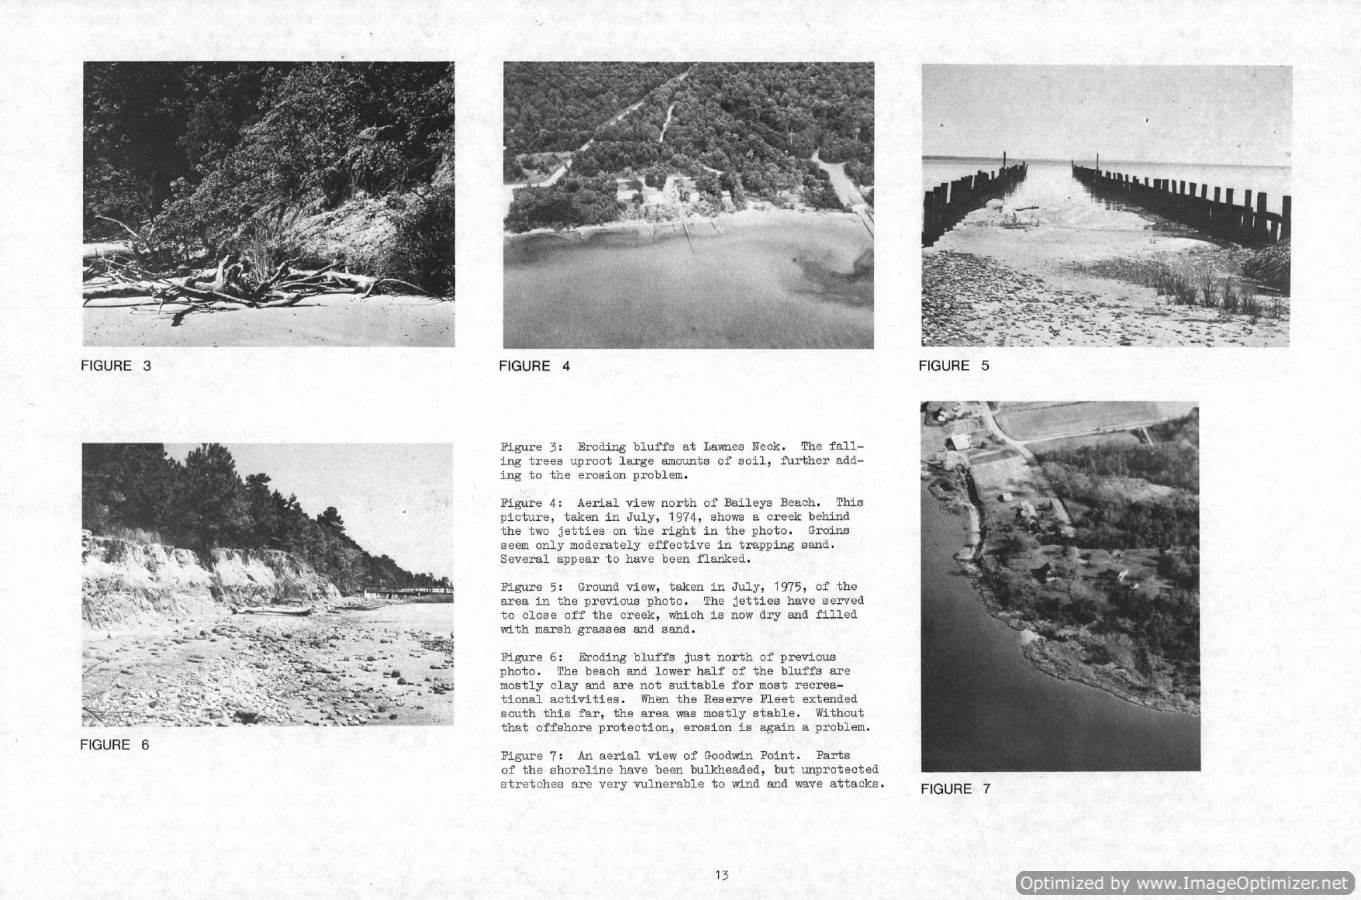 FIGURE 3
FIGURE 4
FIGURE 5
FIGURE 6
Figure 3: Eroding bluffs at Lawnes Neck. The fall-
ing trees uproot large amounts of soil, further add-
ing to the erosion problem.
Figure 4: Aerial view north of Baileys Beach. This
picture, taken in July, 1974, shows a creek behind
the two jetties on the right in the photo. Groins
seem only moderately effective in trapping sand.
Several appear to have been flanked.
Figure 5: Ground view, taken in July, 1975, of the
area in the previous photo. The jetties have served
to close off the creek, which is now dry and filled
with marsh grasses and sand.
Figure 6: Eroding bluffs just north of previous
photo. The beach and lower half of the bluffs are
mostly clay and are not suitable for most recrea-
tional activities. When the Reserve Fleet extended
south this far, the area was mostly stable. Without
that offshore protection, erosion is again a problem.
Figure 7: An aerial view of Goodwin Point. Parts
of the shoreline have been bulkheaded, but unprotected
stretches are very vulnerable to wind and wave attacks.
FIGURE 7
13
Optimized by www.ImageOptimizer.net